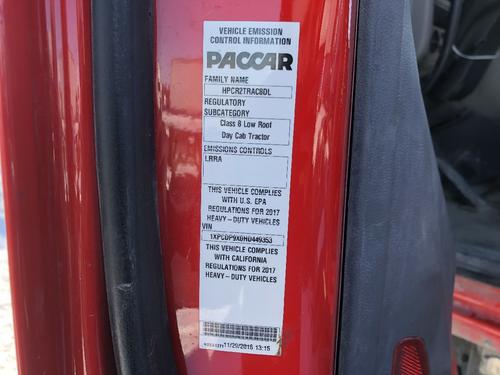 VEHICLE EMISSION
CONTROL INFORMATION
PACCAR
FAMILY NAME
HPCR2TRAC8DL
REGULATORY
SUBCATEGORY
Class 8 Low Roof
Day Cab Tractor
EMISSIONS CONTROLS
LRRA
THIS VEHICLE COMPLIES
WITH U.S. EPA
REGULATIONS FOR 2017
HEAVY-DUTY VEHICLES
VIN
THIS VEHICLE COMPLIES
WITH CALIFORNIA
REGULATIONS FOR 2017
HEAVY-DUTY VEHICLES
11/29/2016 13:15